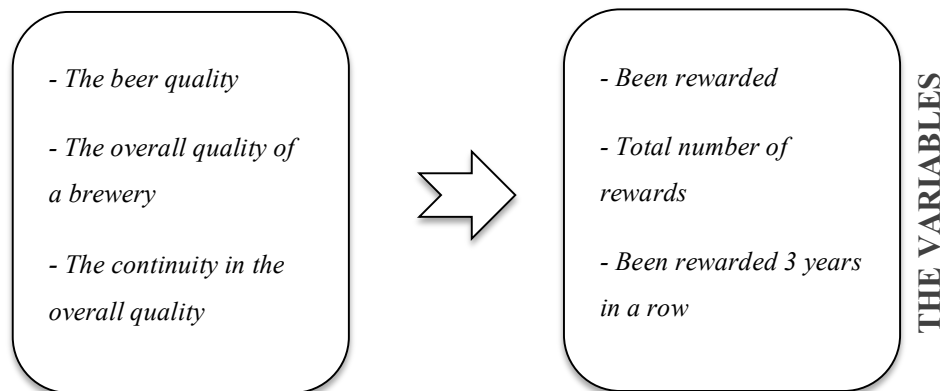 - The beer quality
- The overall quality of
a brewery
- The continuity in the
overall quality
- Been rewarded
- Total number of
rewards
- Been rewarded 3 years
in a row
THE VARIABLES